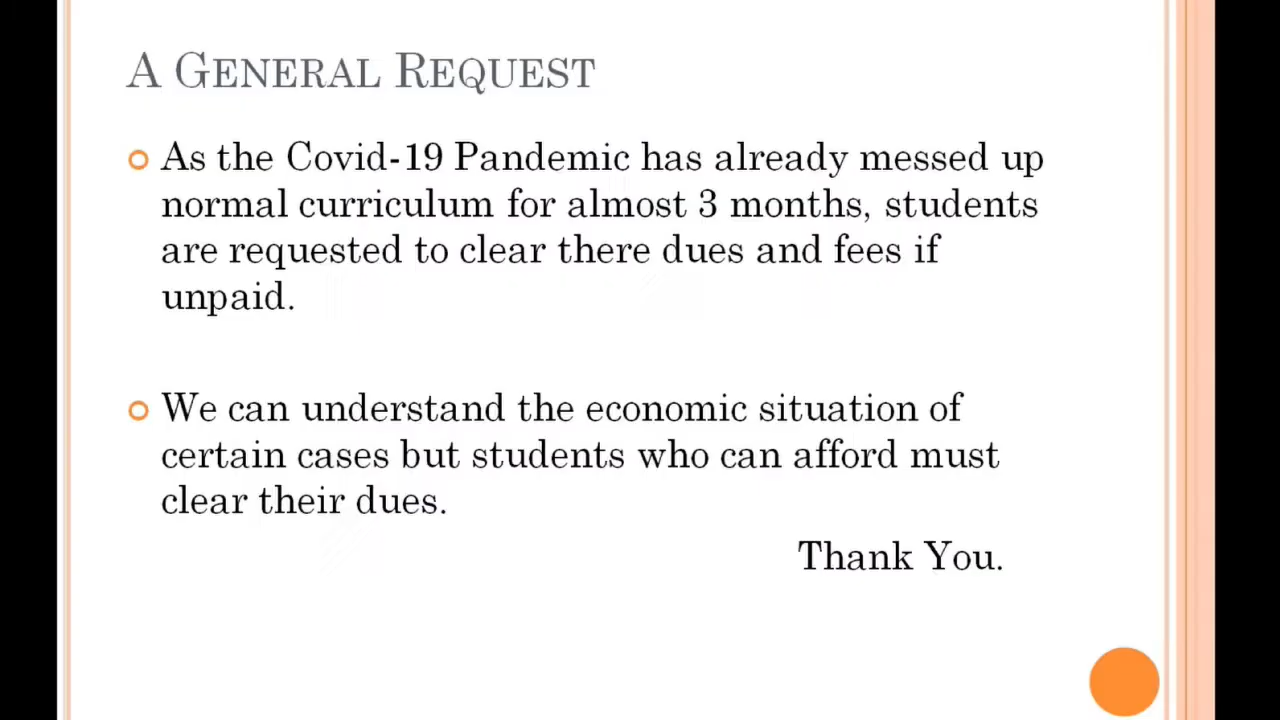 A GENERAL REQUEST
As the Covid-19 Pandemic has already messed up
normal curriculum for almost 3 months, students
are requested to clear there dues and fees if
unpaid.
We can understand the economic situation of
certain cases but students who can afford must
clear their dues.
Thank You.